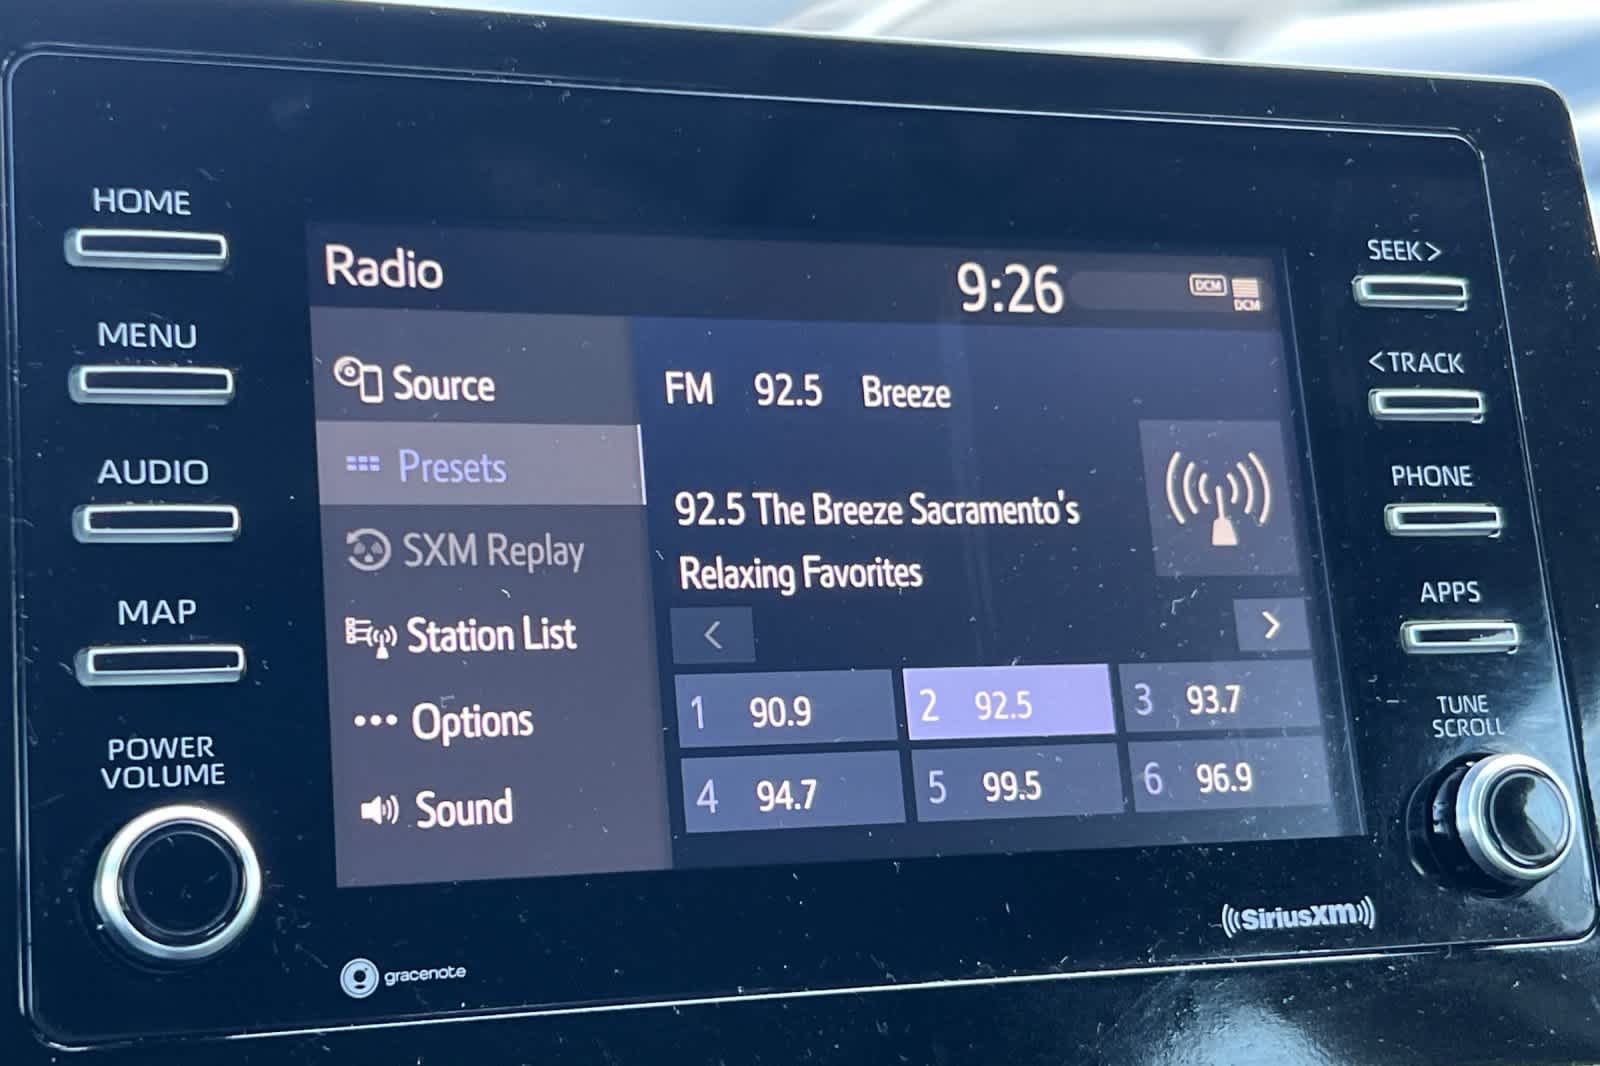 HOME
MENU
AUDIO
MAP
POWER
VOLUME
Radio
9:26
DCM
DCM
Source
Presets
SXM Replay
Station List
Options
Sound
FM 92.5 Breeze
92.5 The Breeze Sacramento's
Relaxing Favorites
<
>
1 90.9
2 92.5
3 93.7
4 94.7
5 99.5
6 96.9
SEEK>
<TRACK
PHONE
APPS
TUNE
SCROLL
gracenote
SiriusXM